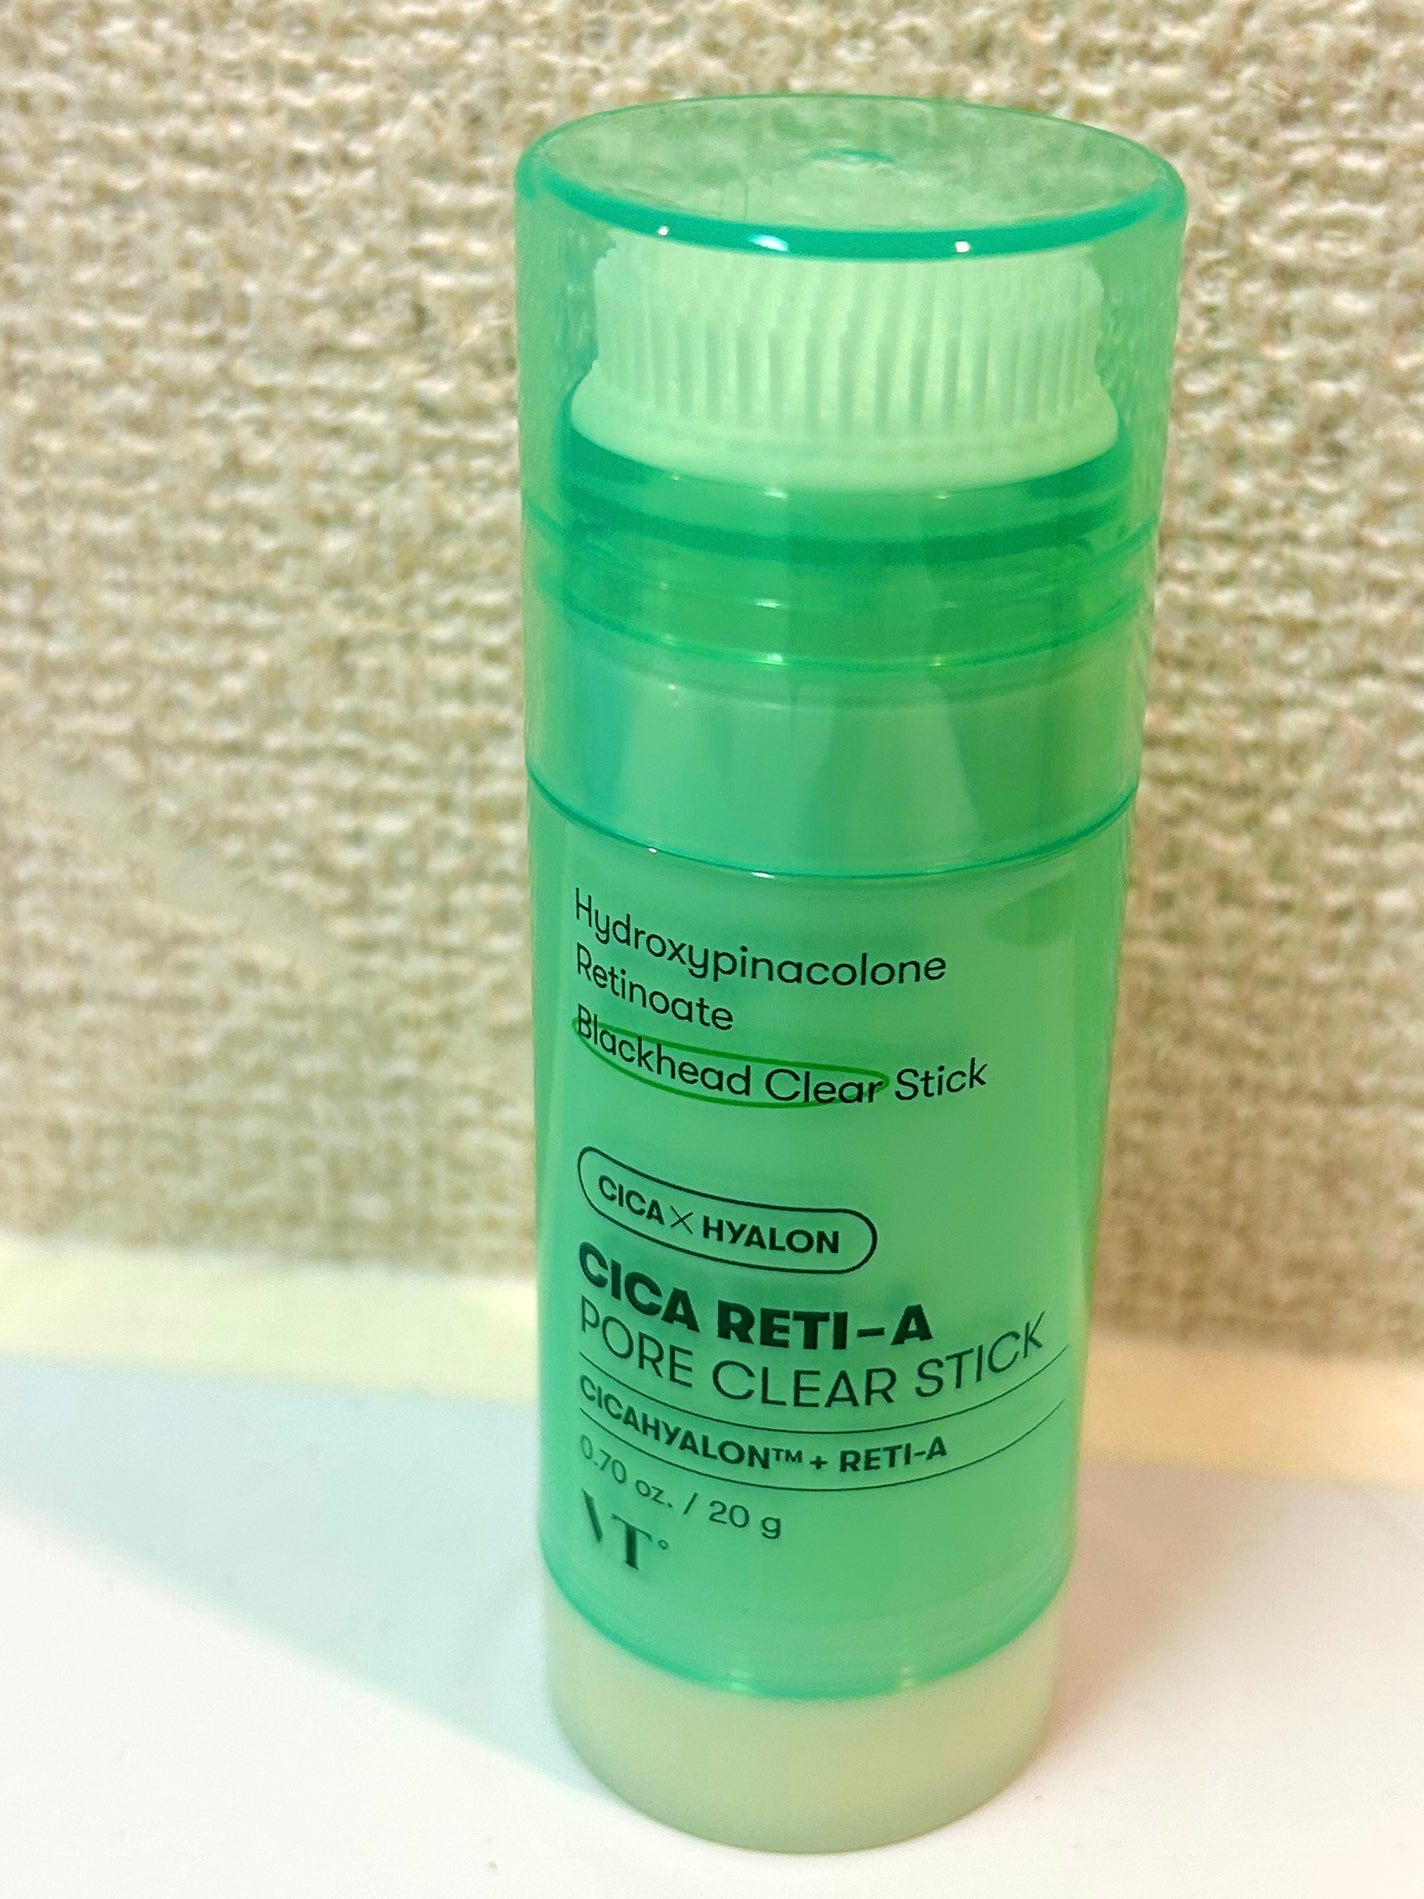 Hydroxypinacolone
Retinoate
Blackhead Clear Stick
CICA × HYALON
CICA RETI-A
PORE CLEAR STICK
CICAHYALON™ + RETI-A
0.70 oz. / 20 g
VT°